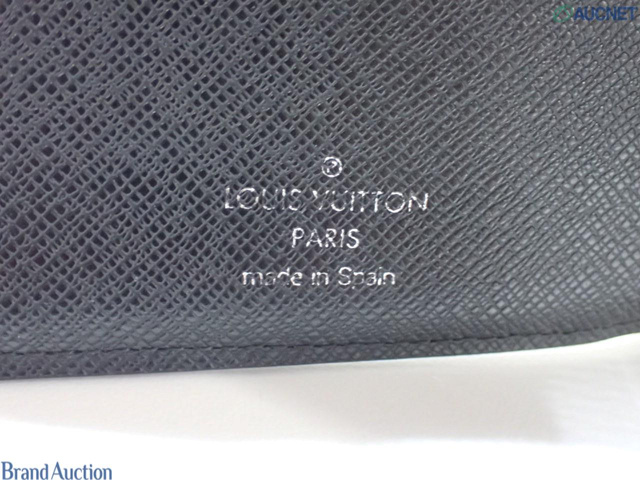 AUCNET
®
LOUIS VUITTON
PARIS
made in Spain
Brand Auction